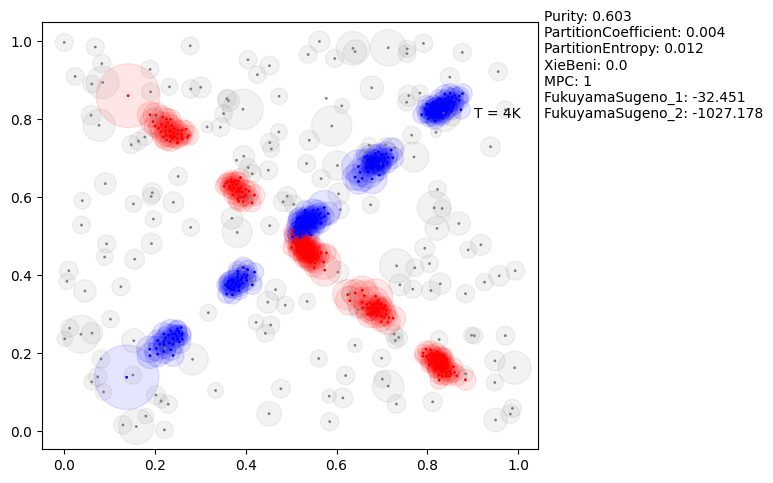 Purity: 0.603
PartitionCoefficient: 0.004
PartitionEntropy: 0.012
XieBeni: 0.0
MPC: 1
FukuyamaSugeno_1: -32.451
FukuyamaSugeno_2: -1027.178
T = 4K
1.0
0.8
0.6
0.4
0.2
0.0
0.0 0.2 0.4 0.6 0.8 1.0